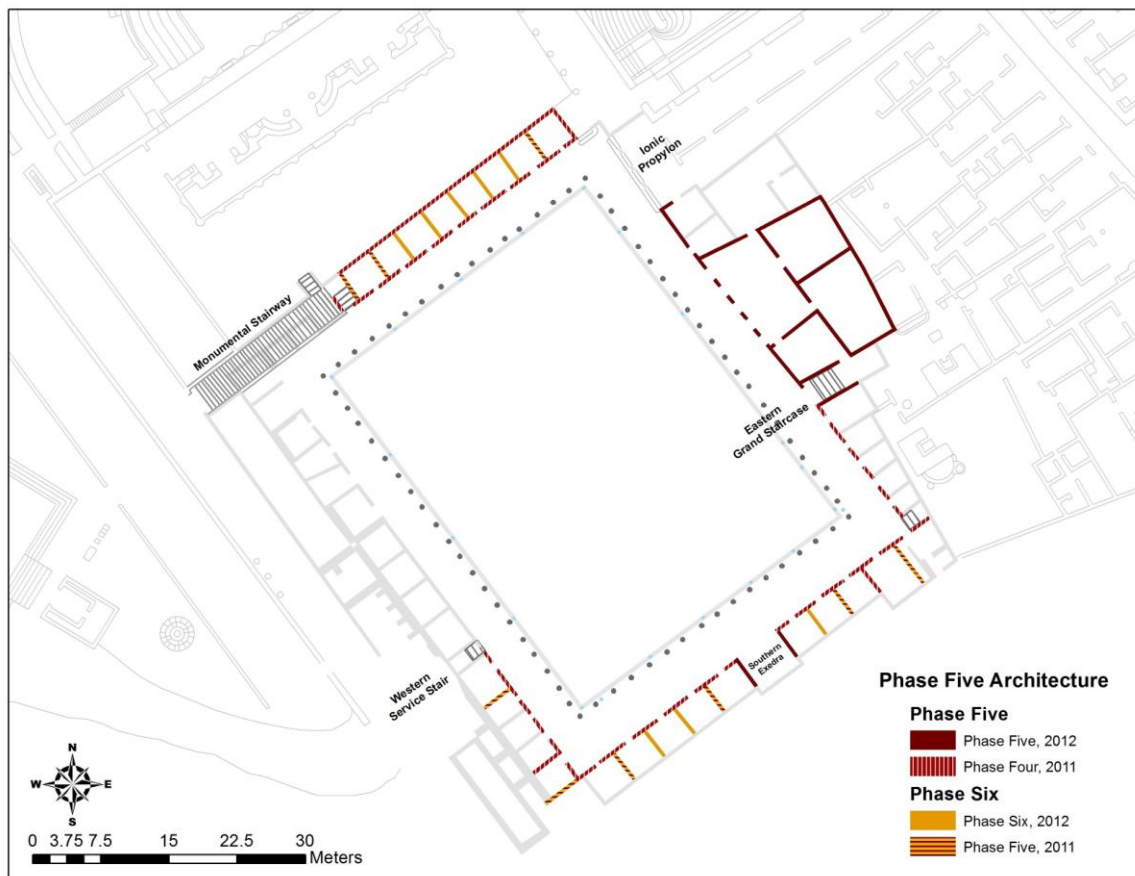 Ionic
Propylon
Monumental Stairway
Eastern
Grand Staircase
Southern
Exedra
Western
Service Stair
Phase Five Architecture
Phase Five
Phase Five, 2012
Phase Four, 2011
Phase Six
Phase Six, 2012
Phase Five, 2011
N
W E
S
0 3.75 7.5 15 22.5 30
Meters